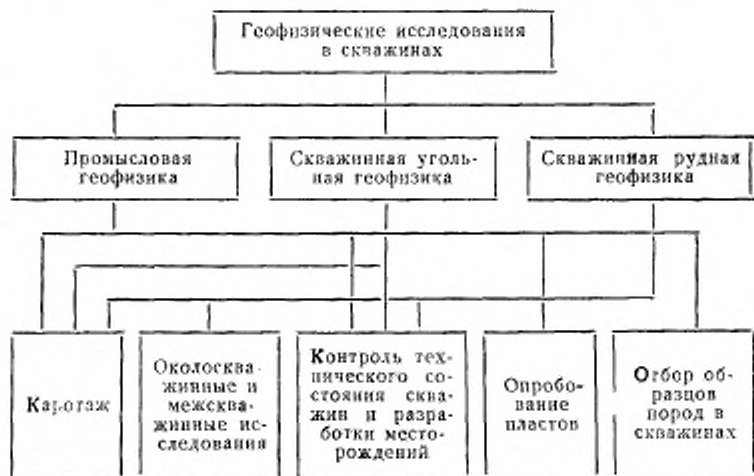 Геофизические исследования
в скважинах
Промысловая
геофизика
Скважинная уголь-
ная геофизика
Скважинная рудная
геофизика
Каротаж
Околосква-
жинные и
межсква-
жинные ис-
следования
Контроль тех-
нического со-
стояния сква-
жин и разра-
ботки место-
рождений
Опробо-
вание
пластов
Отбор об-
разцов
пород в
скважинах